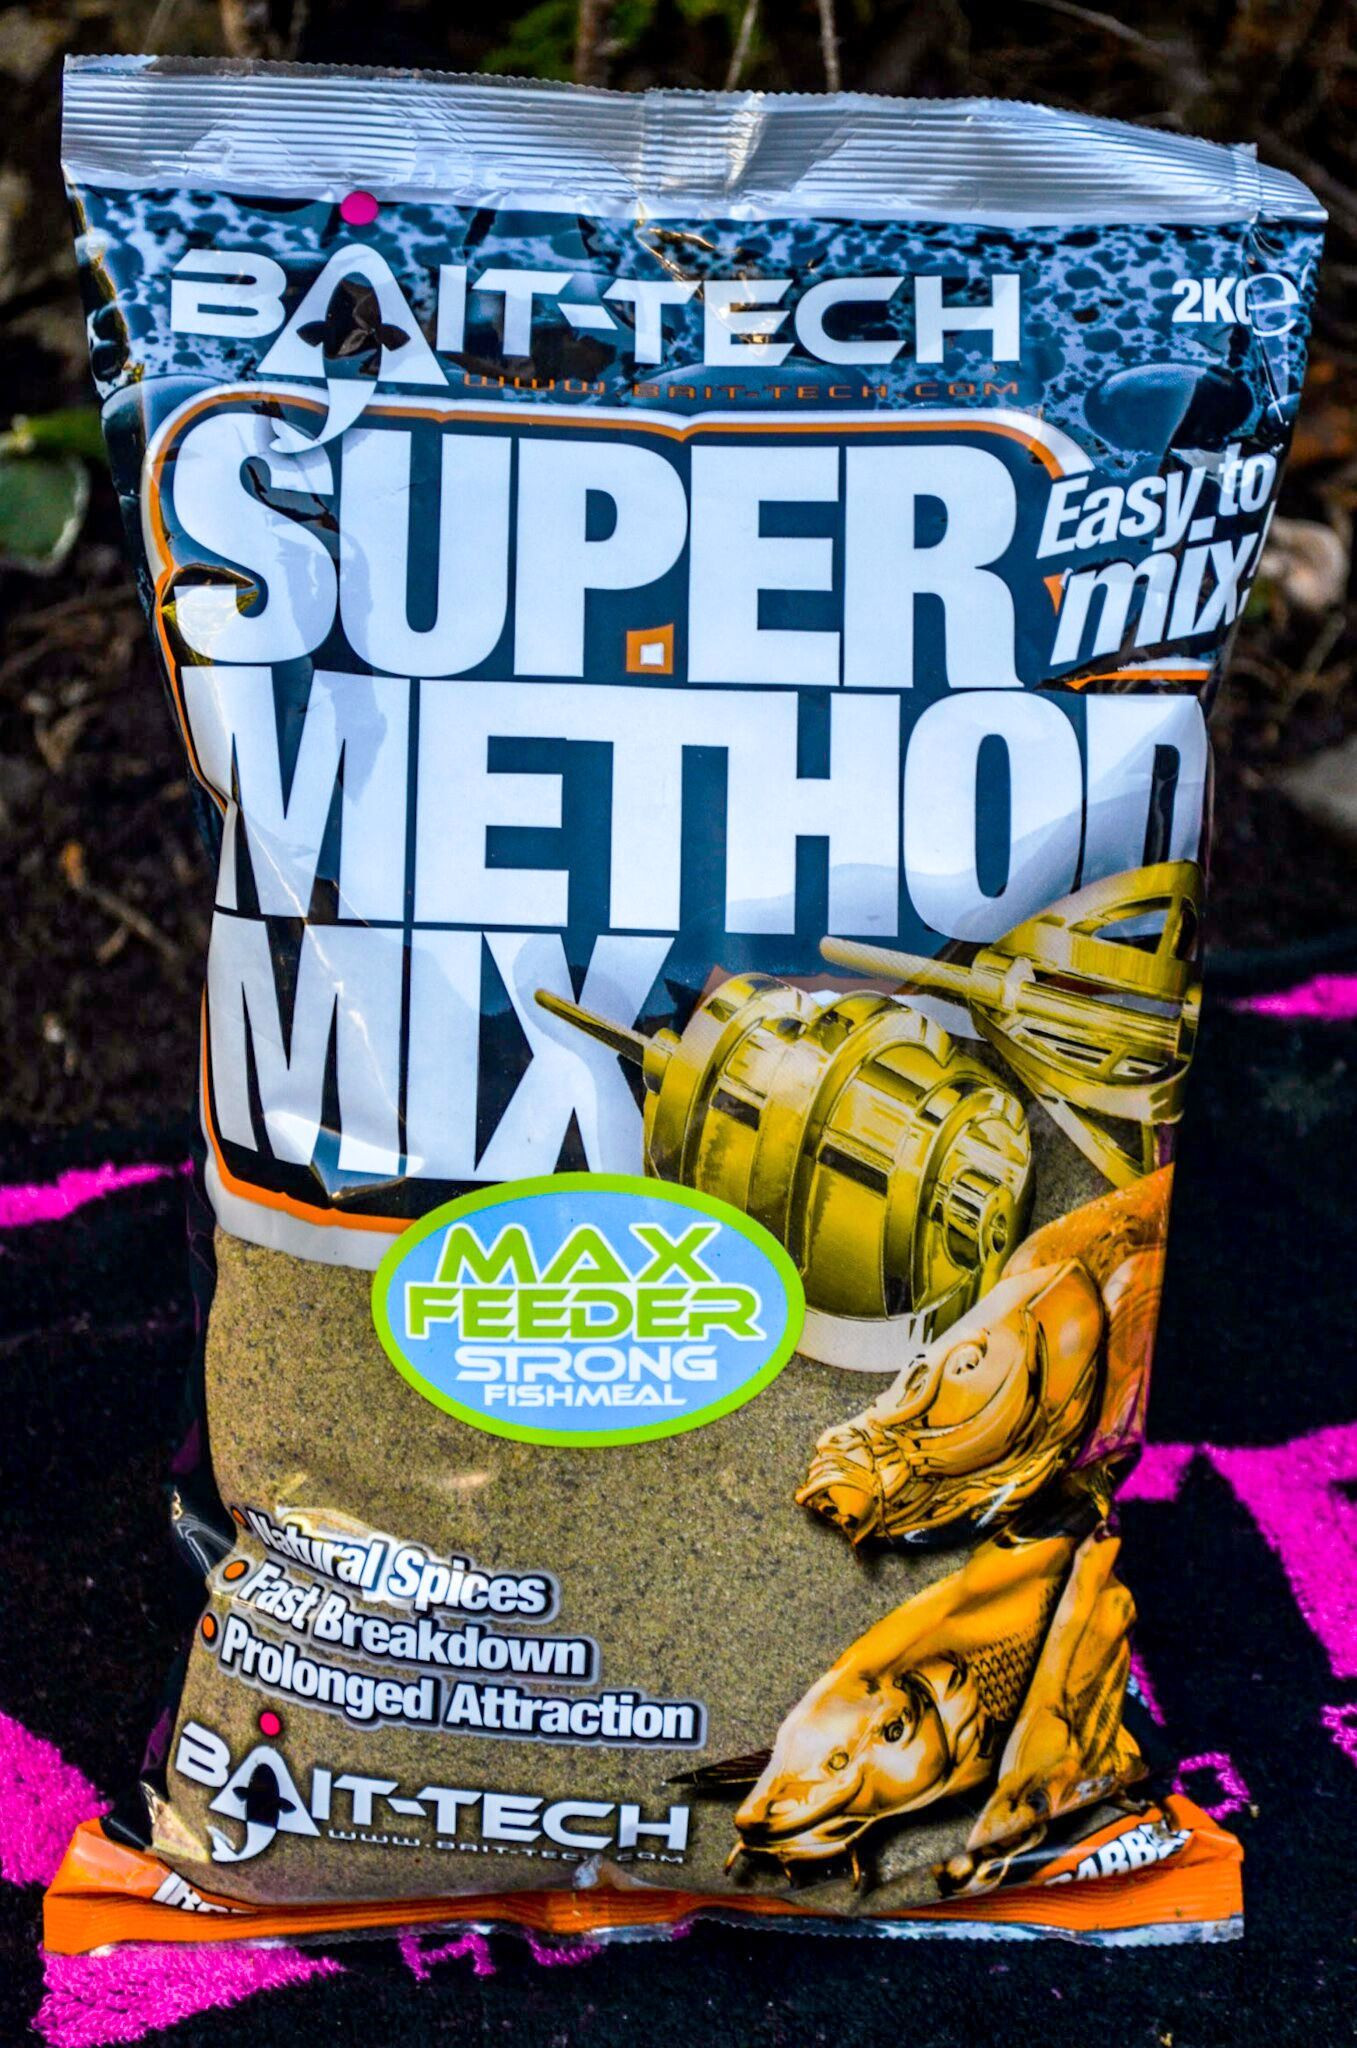 BAIT-TECH
2KG e
WWW.BAIT-TECH.COM
SUPER
Easy to
mix!
METHOD
MIX
MAX
FEEDER
STRONG
FISHMEAL
Natural Spices
Fast Breakdown
Prolonged Attraction
BAIT-TECH
WWW.BAIT-TECH.COM